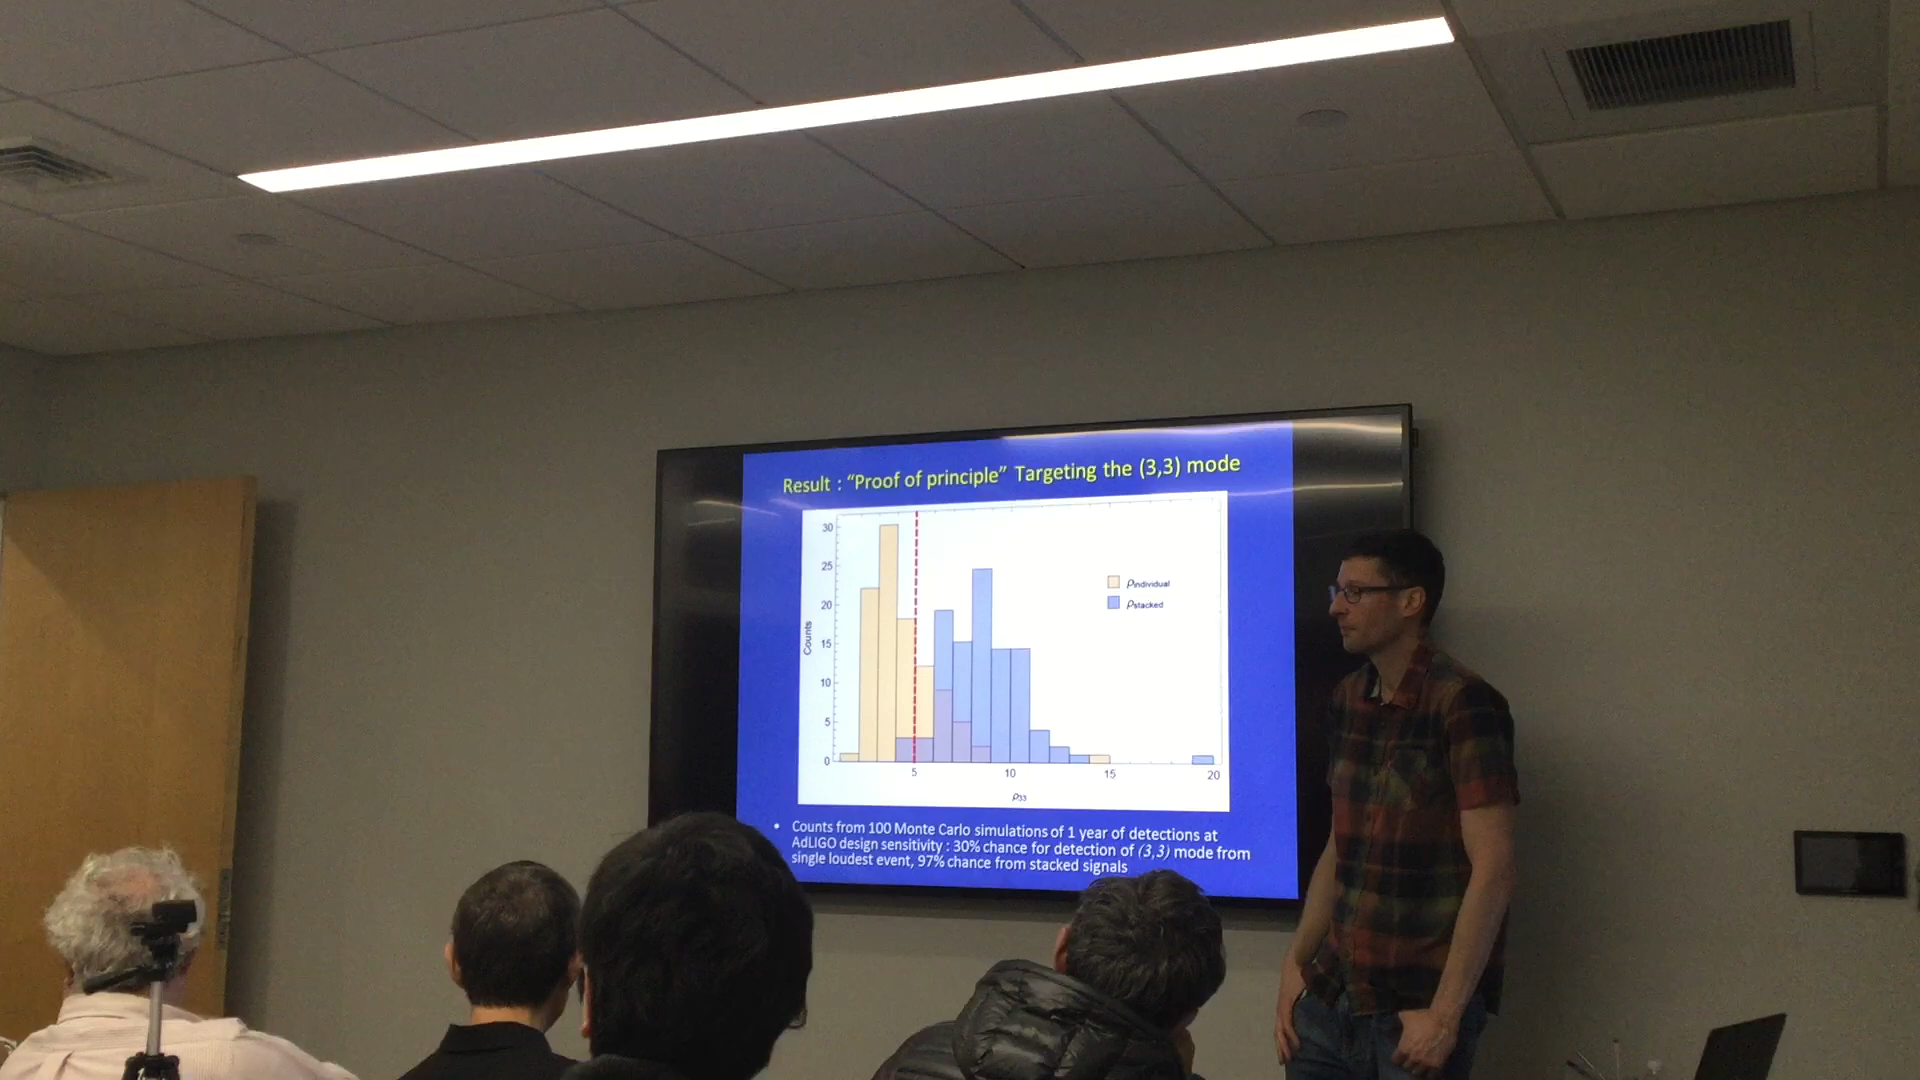 Result : “Proof of principle” Targeting the (3,3) mode
30
25
20
15
10
5
0
Counts
ρindividual
ρstacked
5
10
15
20
ρ33
• Counts from 100 Monte Carlo simulations of 1 year of detections at
AdLIGO design sensitivity : 30% chance for detection of (3,3) mode from
single loudest event, 97% chance from stacked signals